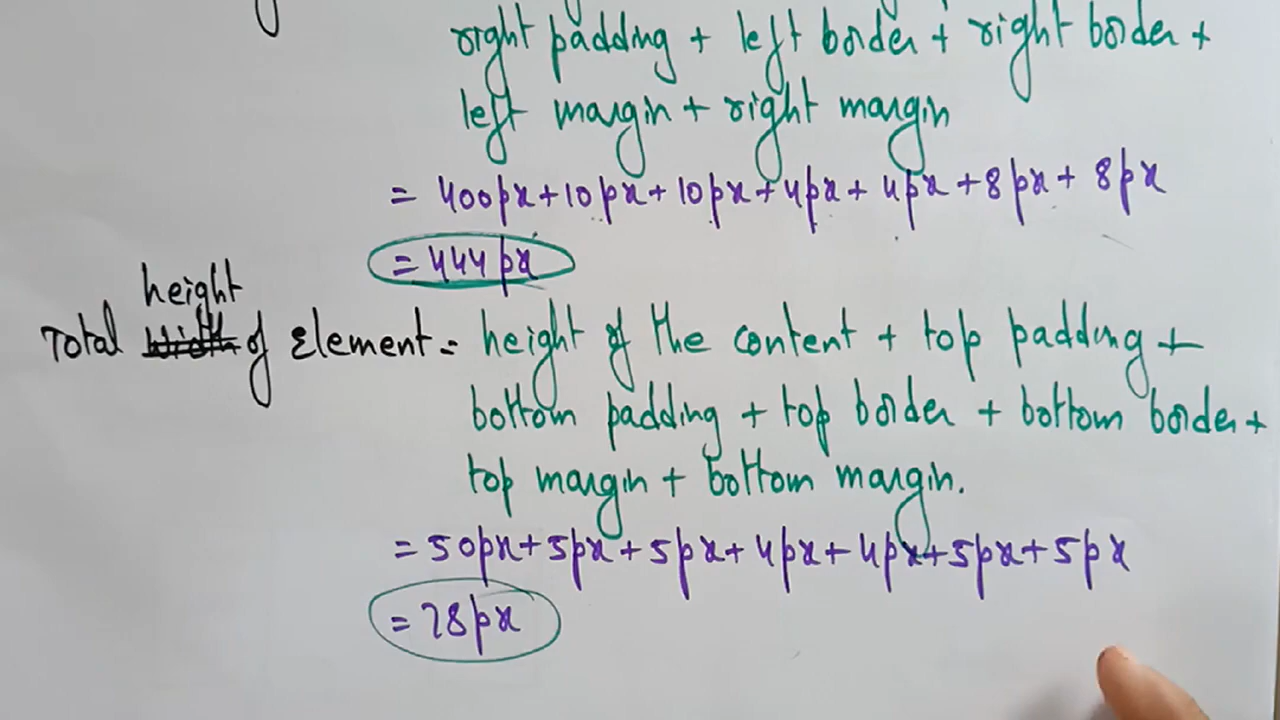 right padding + left border + right border +
left margin + right margin
= 400px + 10px + 10px + 4px + 4px + 8px + 8px
= 444px
height
Total width of Element = height of the content + top padding +
bottom padding + top border + bottom border +
top margin + bottom margin.
= 50px + 5px + 5px + 4px + 4px + 5px + 5px
= 78px